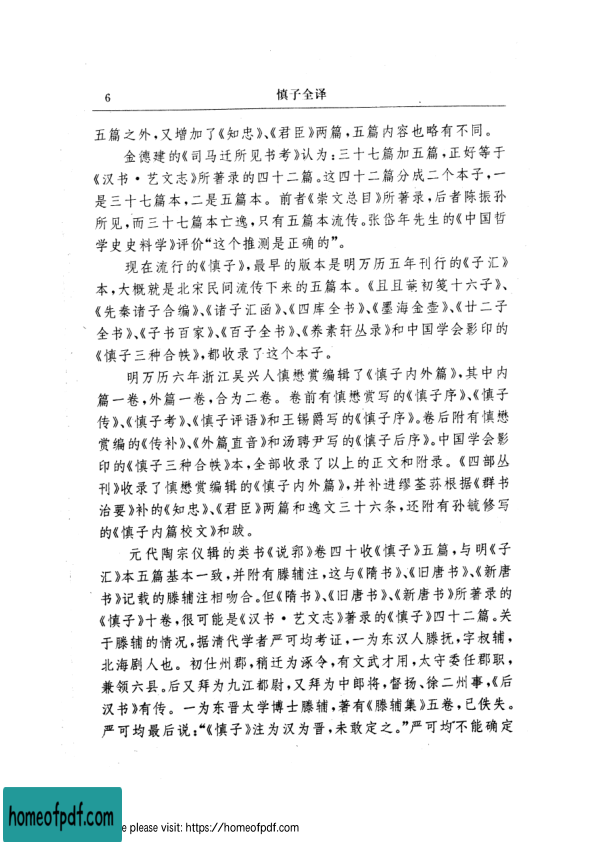 6 慎子全译
五篇之外，又增加了《知忠》、《君臣》两篇，五篇内容也略有不同。
金德建的《司马迁所见书考》认为：三十七篇加五篇，正好等于
《汉书·艺文志》所著录的四十二篇。这四十二篇分成二个本子，一
是三十七篇本，二是五篇本。前者《崇文总目》所著录，后者陈振孙
所见，而三十七篇本亡逸，只有五篇本流传。张岱年先生的《中国哲
学史史料学》评价“这个推测是正确的”。
现在流行的《慎子》，最早的版本是明万历五年刊行的《子汇》
本，大概就是北宋民间流传下来的五篇本。《且且菴初笺十六子》、
《先秦诸子合编》、《诸子汇函》、《四库全书》、《墨海金壶》、《廿二子
全书》、《子书百家》、《百子全书》、《养素轩丛录》和中国学会影印的
《慎子三种合帙》，都收录了这个本子。
明万历六年浙江吴兴人慎懋赏编辑了《慎子内外篇》，其中内
篇一卷，外篇一卷，合为二卷。卷前有慎懋赏写的《慎子序》、《慎子
传》、《慎子考》、《慎子评语》和王锡爵写的《慎子序》。卷后附有慎懋
赏编的《传补》、《外篇直音》和汤聘尹写的《慎子后序》。中国学会影
印的《慎子三种合帙》本，全部收录了以上的正文和附录。《四部丛
刊》收录了慎懋赏编辑的《慎子内外篇》，并补进缪荃荪根据《群书
治要》补的《知忠》、《君臣》两篇和逸文三十六条，还附有孙毓修写
的《慎子内篇校文》和跋。
元代陶宗仪辑的类书《说郛》卷四十收《慎子》五篇，与明《子
汇》本五篇基本一致，并附有滕辅注，这与《隋书》、《旧唐书》、《新唐
书》记载的滕辅注相吻合。但《隋书》、《旧唐书》、《新唐书》所著录的
《慎子》十卷，很可能是《汉书·艺文志》著录的《慎子》四十二篇。关
于滕辅的情况，据清代学者严可均考证，一为东汉人滕抚，字叔辅，
北海剧人也。初仕州郡，稍迁为涿令，有文武才用，太守委任郡职，
兼领六县。后又拜为九江都尉，又拜为中郎将，督扬、徐二州事，《后
汉书》有传。一为东晋太学博士滕辅，著有《滕辅集》五卷，已佚失。
严可均最后说：“《慎子》注为汉为晋，未敢定之。”严可均不能确定
homeofpdf.com
e please visit: https://homeofpdf.com